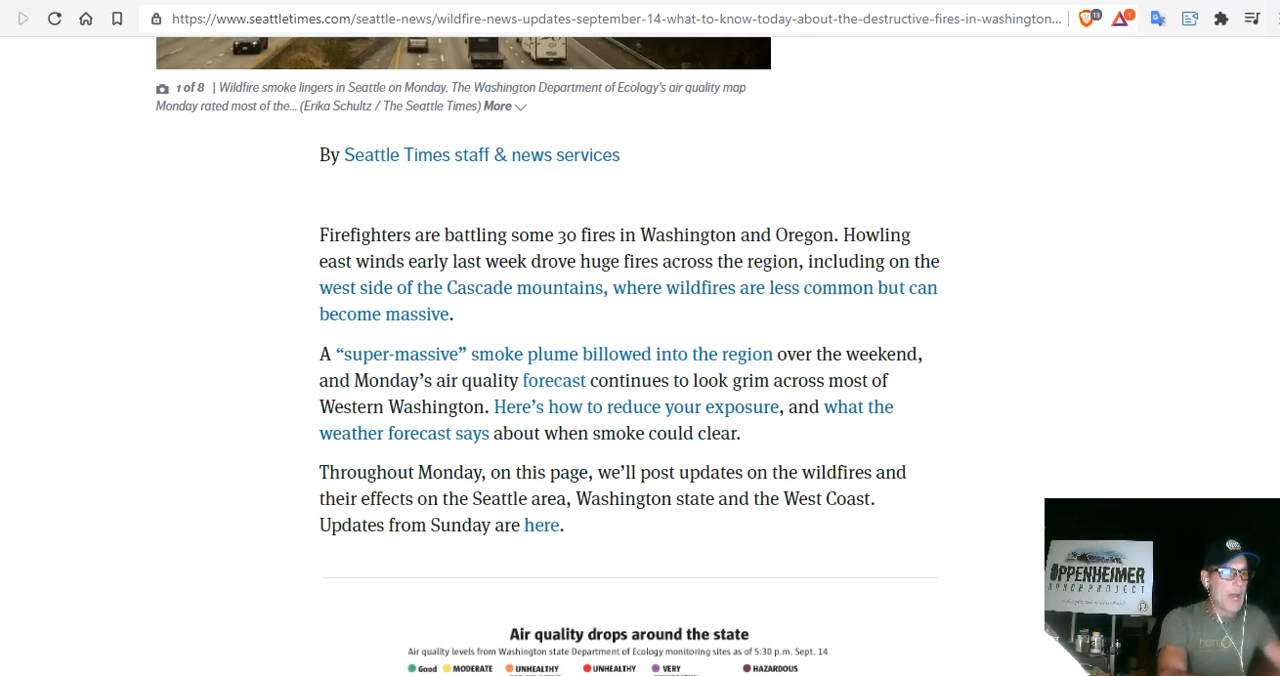 https://www.seattletimes.com/seattle-news/wildfire-news-updates-september-14-what-to-know-today-about-the-destructive-fires-in-washington...
13
1
1 of 8 | Wildfire smoke lingers in Seattle on Monday. The Washington Department of Ecology's air quality map
Monday rated most of the... (Erika Schultz / The Seattle Times) More
By Seattle Times staff & news services
Firefighters are battling some 30 fires in Washington and Oregon. Howling
east winds early last week drove huge fires across the region, including on the
west side of the Cascade mountains, where wildfires are less common but can
become massive.
A “super-massive” smoke plume billowed into the region over the weekend,
and Monday’s air quality forecast continues to look grim across most of
Western Washington. Here’s how to reduce your exposure, and what the
weather forecast says about when smoke could clear.
Throughout Monday, on this page, we’ll post updates on the wildfires and
their effects on the Seattle area, Washington state and the West Coast.
Updates from Sunday are here.
Air quality drops around the state
Air quality levels from Washington state Department of Ecology monitoring sites as of 5:30 p.m. Sept. 14
Good MODERATE UNHEALTHY UNHEALTHY VERY HAZARDOUS
OPPENHEIMER
RANCH PROJECT